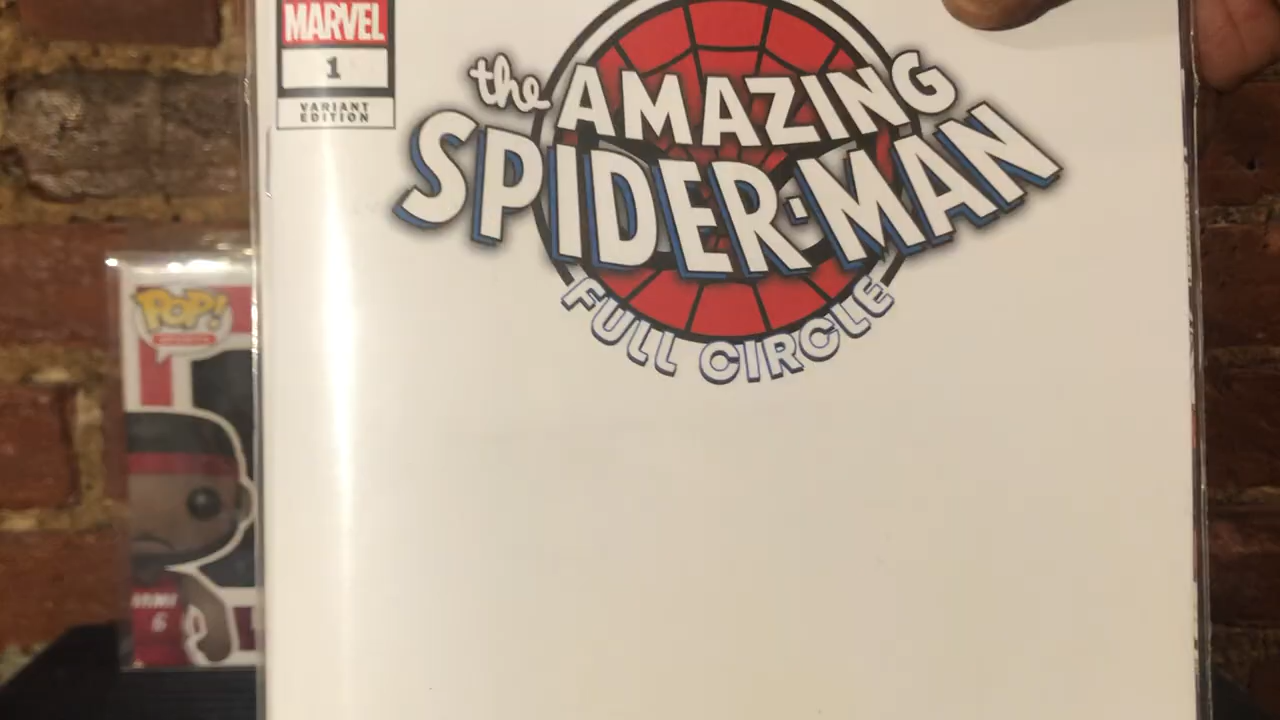 MARVEL
1
VARIANT
EDITION
the AMAZING
SPIDER-MAN
FULL CIRCLE
POP!
6